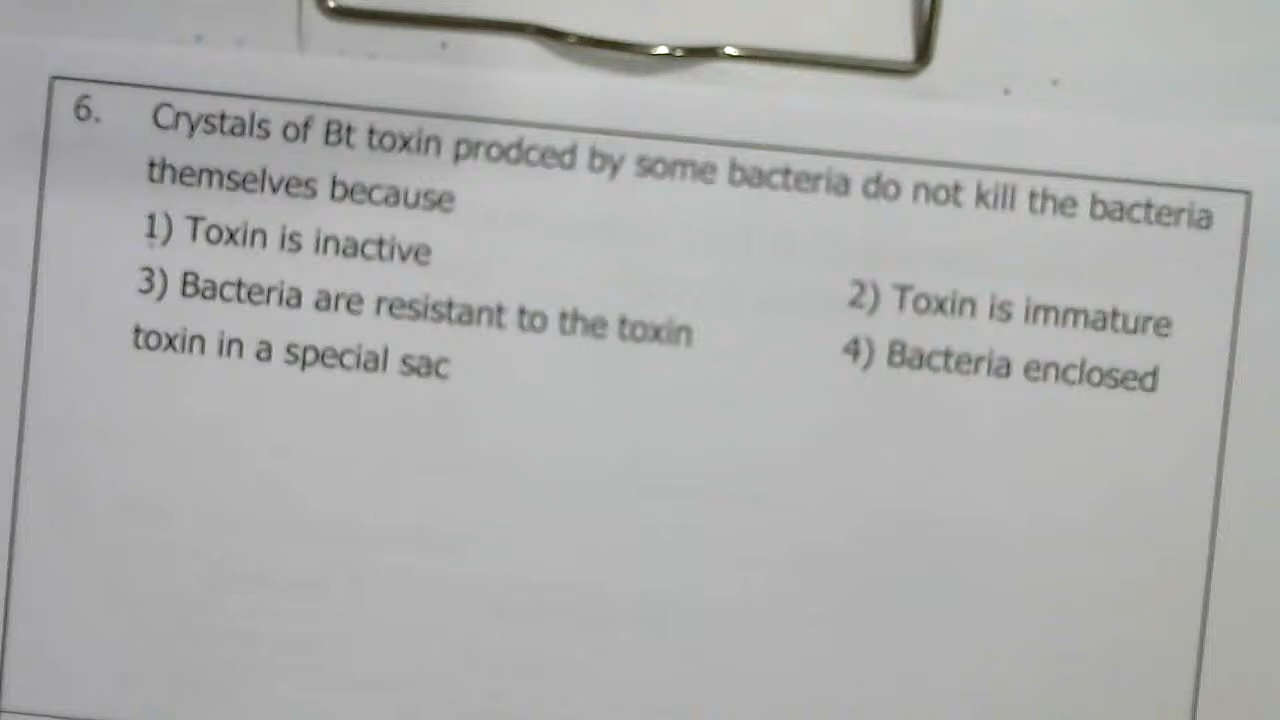 6. Crystals of Bt toxin prodced by some bacteria do not kill the bacteria
themselves because
1) Toxin is inactive 2) Toxin is immature
3) Bacteria are resistant to the toxin 4) Bacteria enclosed
toxin in a special sac